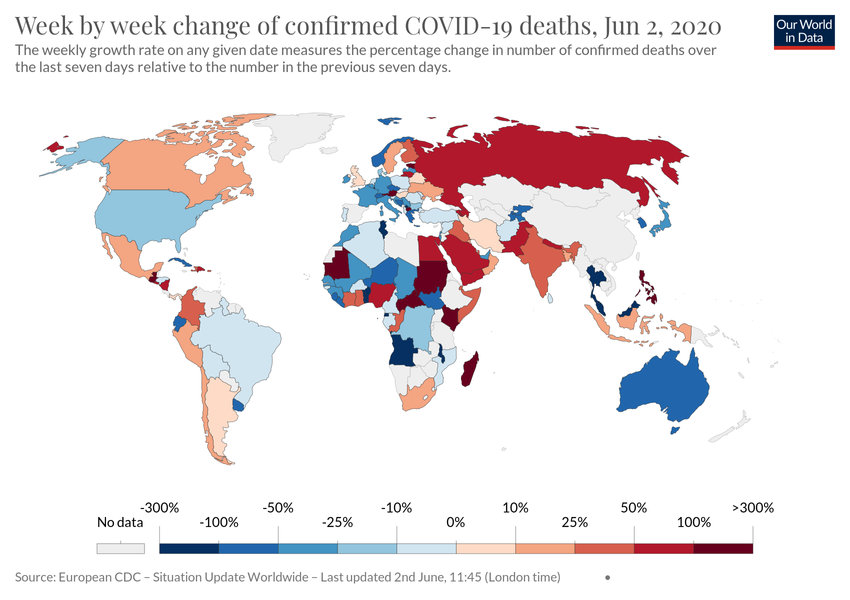 Week by week change of confirmed COVID-19 deaths, Jun 2, 2020
Our World
in Data
The weekly growth rate on any given date measures the percentage change in number of confirmed deaths over
the last seven days relative to the number in the previous seven days.
-300% -50% -10% 10% 50% >300%
No data -100% -25% 0% 25% 100%
Source: European CDC – Situation Update Worldwide – Last updated 2nd June, 11:45 (London time) •